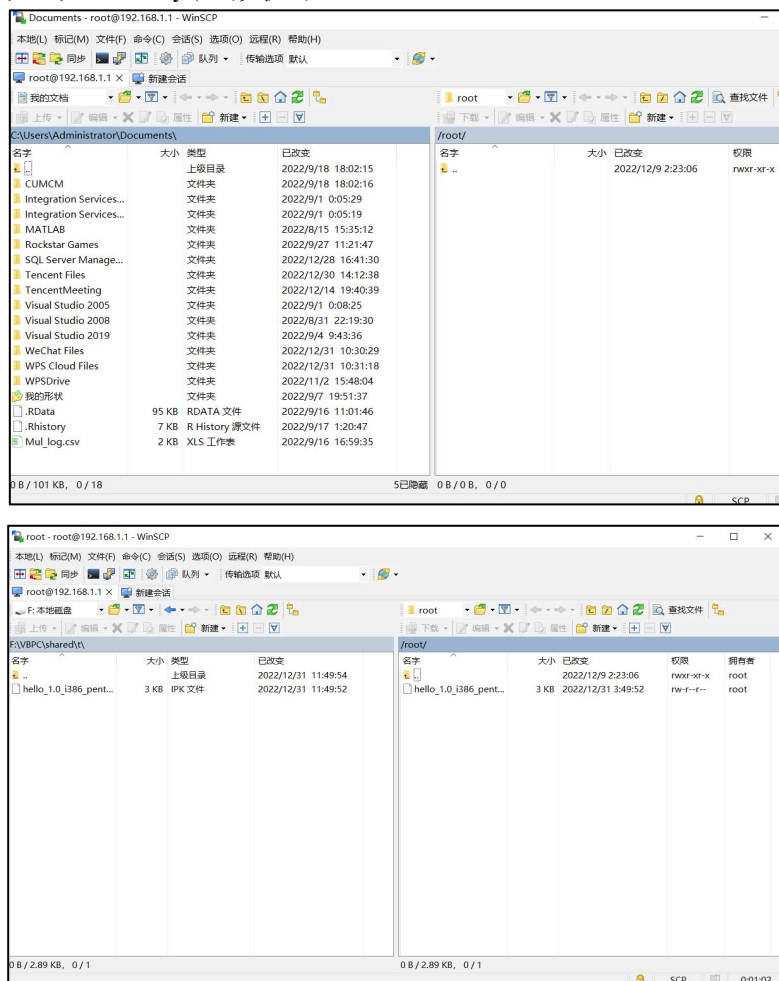 Documents - root@192.168.1.1 - WinSCP
本地(L) 标记(M) 文件(F) 命令(C) 会话(S) 选项(O) 远程(R) 帮助(H)
同步 队列 传输选项 默认
root@192.168.1.1 × 新建会话
我的文档 root 查找文件
上传 编辑 属性 新建 下载 编辑 属性 新建
C:\Users\Administrator\Documents\ /root/
名字 大小 类型 已改变 名字 大小 已改变 权限
.. 上级目录 2022/9/18 18:02:15 .. 2022/12/9 2:23:06 rwxr-xr-x
CUMCM 文件夹 2022/9/18 18:02:16
Integration Services... 文件夹 2022/9/1 0:05:29
Integration Services... 文件夹 2022/9/1 0:05:19
MATLAB 文件夹 2022/8/15 15:35:12
Rockstar Games 文件夹 2022/9/27 11:21:47
SQL Server Manage... 文件夹 2022/12/28 16:41:30
Tencent Files 文件夹 2022/12/30 14:12:38
TencentMeeting 文件夹 2022/12/14 19:40:39
Visual Studio 2005 文件夹 2022/9/1 0:08:25
Visual Studio 2008 文件夹 2022/8/31 22:19:30
Visual Studio 2019 文件夹 2022/9/4 9:43:36
WeChat Files 文件夹 2022/12/31 10:30:29
WPS Cloud Files 文件夹 2022/12/31 10:31:18
WPSDrive 文件夹 2022/11/2 15:48:04
我的形状 文件夹 2022/9/7 19:51:37
.RData 95 KB RDATA 文件 2022/9/16 11:01:46
.Rhistory 7 KB R History 源文件 2022/9/17 1:20:47
Mul_log.csv 2 KB XLS 工作表 2022/9/16 16:59:35
0 B / 101 KB, 0 / 18 5已隐藏 0 B / 0 B, 0 / 0
SCP
root - root@192.168.1.1 - WinSCP
本地(L) 标记(M) 文件(F) 命令(C) 会话(S) 选项(O) 远程(R) 帮助(H)
同步 队列 传输选项 默认
root@192.168.1.1 × 新建会话
F: 本地磁盘 root 查找文件
上传 编辑 属性 新建 下载 编辑 属性 新建
F:\VBPC\shared\t\ /root/
名字 大小 类型 已改变 名字 大小 已改变 权限 拥有者
.. 上级目录 2022/12/31 11:49:54 .. 2022/12/9 2:23:06 rwxr-xr-x root
hello_1.0_i386_pent... 3 KB IPK 文件 2022/12/31 11:49:52 hello_1.0_i386_pent... 3 KB 2022/12/31 3:49:52 rw-r--r-- root
0 B / 2.89 KB, 0 / 1 0 B / 2.89 KB, 0 / 1
SCP 0:01:02